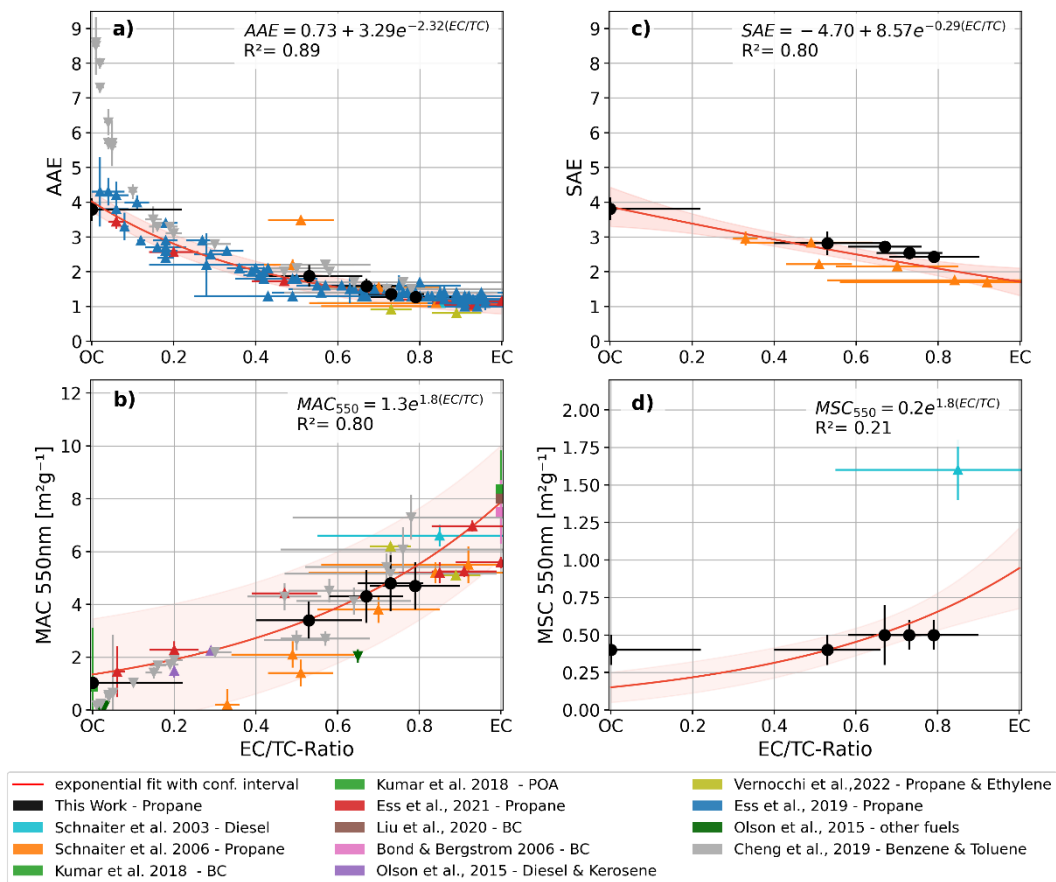 a)
AAE = 0.73 + 3.29e^{-2.32(EC/TC)}
R²= 0.89
9
8
7
6
5
4
3
2
1
0
AAE
OC
0.2
0.4
0.6
0.8
EC
c)
SAE = − 4.70 + 8.57e^{-0.29(EC/TC)}
R²= 0.80
9
8
7
6
5
4
3
2
1
0
SAE
OC
0.2
0.4
0.6
0.8
EC
b)
MAC_{550} = 1.3e^{1.8(EC/TC)}
R²= 0.80
12
10
8
6
4
2
0
MAC 550nm [m²g⁻¹]
OC
0.2
0.4
0.6
0.8
EC
EC/TC-Ratio
d)
MSC_{550} = 0.2e^{1.8(EC/TC)}
R²= 0.21
2.00
1.75
1.50
1.25
1.00
0.75
0.50
0.25
0.00
MSC 550nm [m²g⁻¹]
OC
0.2
0.4
0.6
0.8
EC
EC/TC-Ratio
exponential fit with conf. interval
This Work - Propane
Schnaiter et al. 2003 - Diesel
Schnaiter et al. 2006 - Propane
Kumar et al. 2018 - BC
Kumar et al. 2018 - POA
Ess et al., 2021 - Propane
Liu et al., 2020 - BC
Bond & Bergstrom 2006 - BC
Olson et al., 2015 - Diesel & Kerosene
Vernocchi et al.,2022 - Propane & Ethylene
Ess et al., 2019 - Propane
Olson et al., 2015 - other fuels
Cheng et al., 2019 - Benzene & Toluene